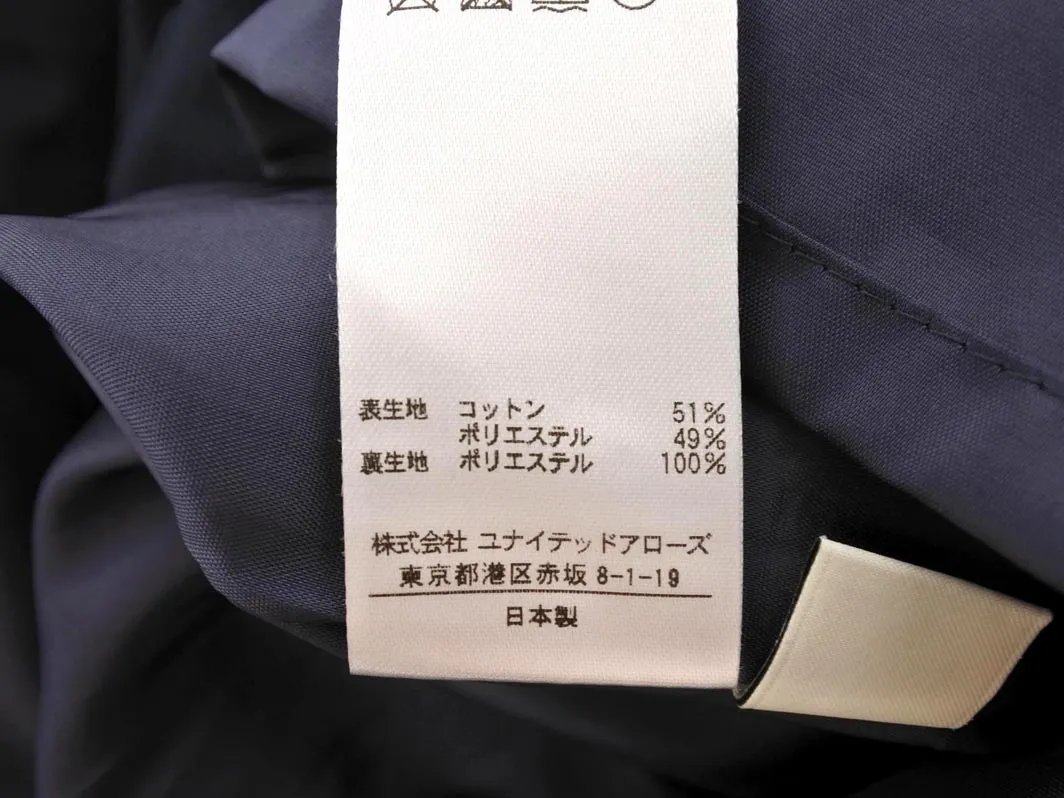 表生地 コットン 51%
ポリエステル 49%
裏生地 ポリエステル 100%
株式会社 ユナイテッドアローズ
東京都港区赤坂 8-1-19
日本製